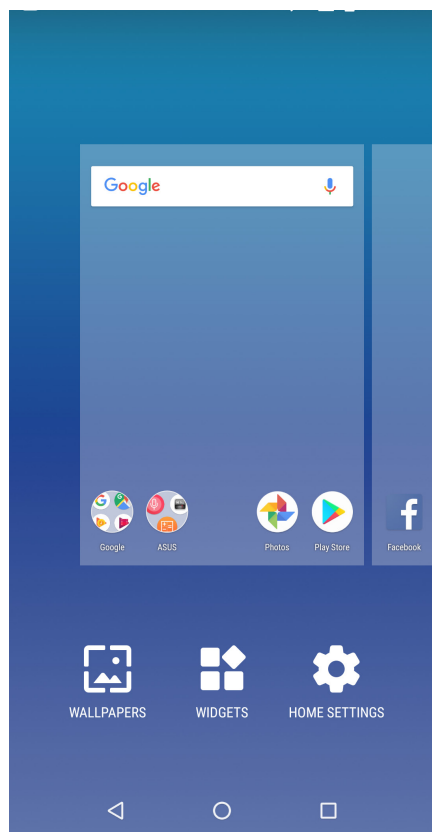 Google
Google
ASUS
Photos
Play Store
Facebook
WALLPAPERS
WIDGETS
HOME SETTINGS